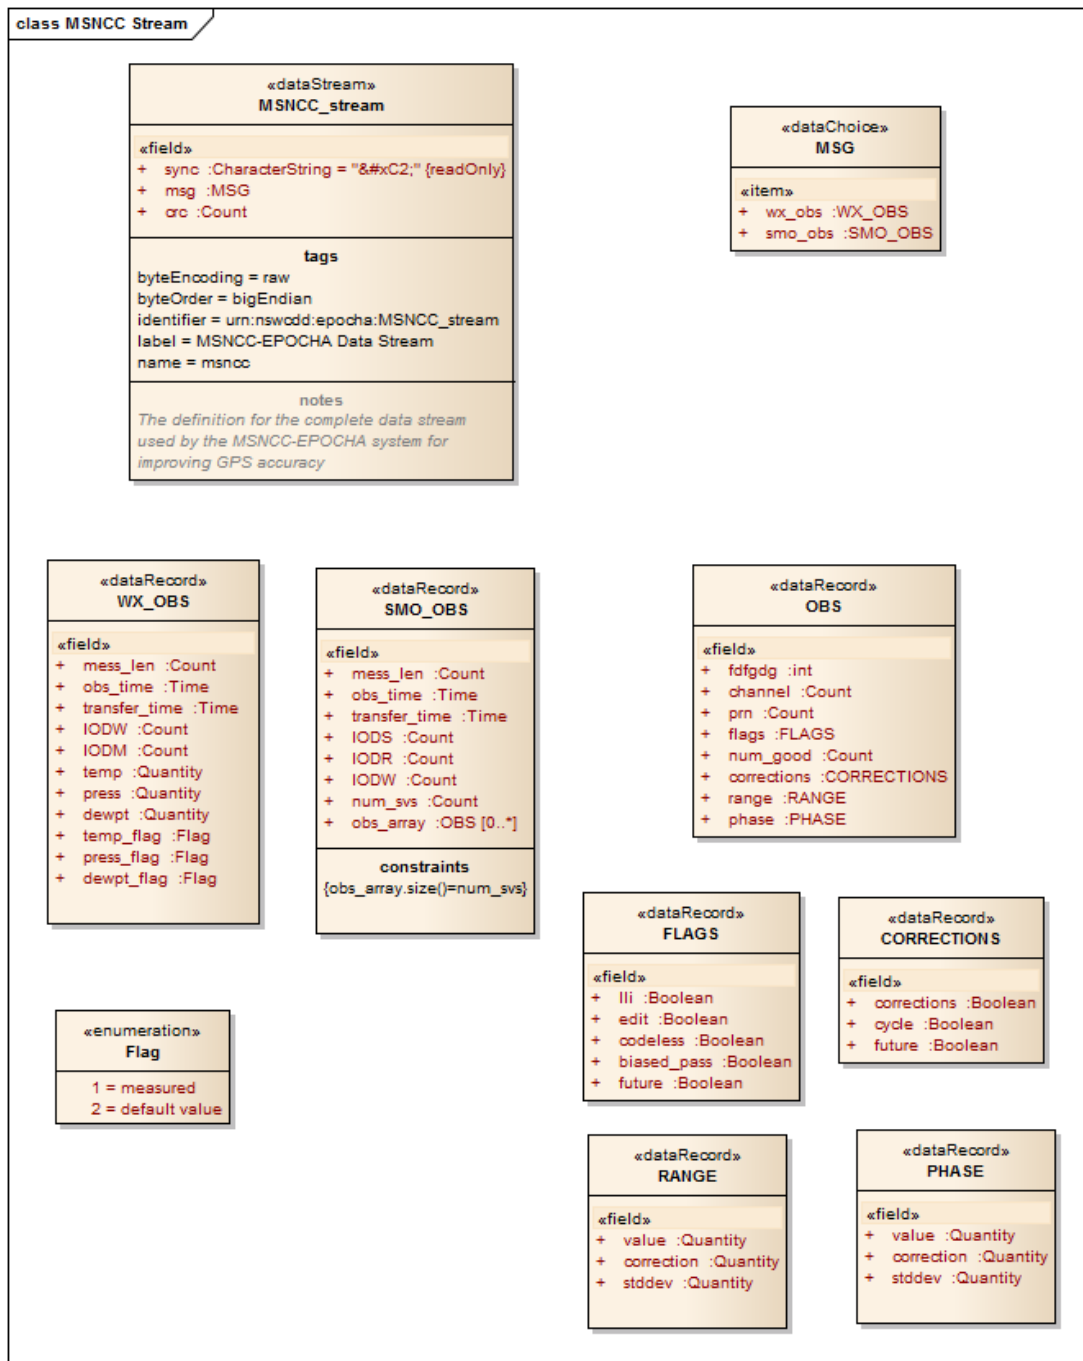 class MSNCC Stream
«dataStream»
MSNCC_stream
«field»
+ sync :CharacterString = "&#xC2;" {readOnly}
+ msg :MSG
+ crc :Count
tags
byteEncoding = raw
byteOrder = bigEndian
identifier = urn:nswcdd:epocha:MSNCC_stream
label = MSNCC-EPOCHA Data Stream
name = msncc
notes
The definition for the complete data stream
used by the MSNCC-EPOCHA system for
improving GPS accuracy
«dataChoice»
MSG
«item»
+ wx_obs :WX_OBS
+ smo_obs :SMO_OBS
«dataRecord»
WX_OBS
«field»
+ mess_len :Count
+ obs_time :Time
+ transfer_time :Time
+ IODW :Count
+ IODM :Count
+ temp :Quantity
+ press :Quantity
+ dewpt :Quantity
+ temp_flag :Flag
+ press_flag :Flag
+ dewpt_flag :Flag
«dataRecord»
SMO_OBS
«field»
+ mess_len :Count
+ obs_time :Time
+ transfer_time :Time
+ IODS :Count
+ IODR :Count
+ IODW :Count
+ num_svs :Count
+ obs_array :OBS [0..*]
constraints
{obs_array.size()=num_svs}
«dataRecord»
OBS
«field»
+ fdfgdg :int
+ channel :Count
+ prn :Count
+ flags :FLAGS
+ num_good :Count
+ corrections :CORRECTIONS
+ range :RANGE
+ phase :PHASE
«dataRecord»
FLAGS
«field»
+ lli :Boolean
+ edit :Boolean
+ codeless :Boolean
+ biased_pass :Boolean
+ future :Boolean
«dataRecord»
CORRECTIONS
«field»
+ corrections :Boolean
+ cycle :Boolean
+ future :Boolean
«enumeration»
Flag
1 = measured
2 = default value
«dataRecord»
RANGE
«field»
+ value :Quantity
+ correction :Quantity
+ stddev :Quantity
«dataRecord»
PHASE
«field»
+ value :Quantity
+ correction :Quantity
+ stddev :Quantity